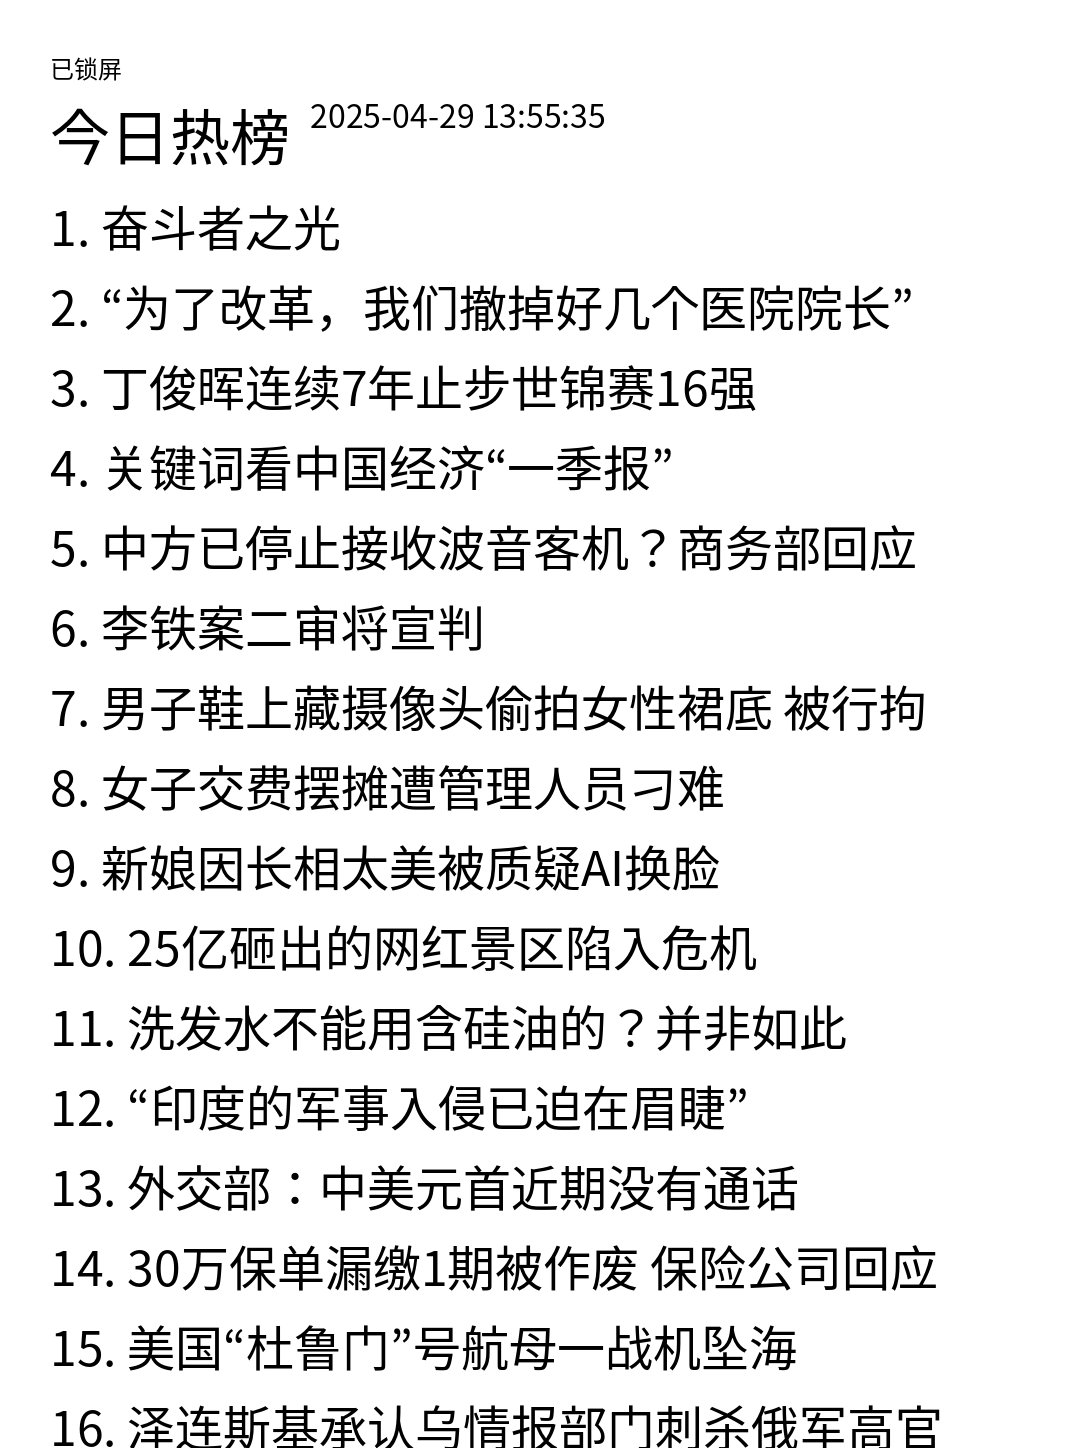 已锁屏
今日热榜 2025-04-29 13:55:35
1. 奋斗者之光
2. “为了改革，我们撤掉好几个医院院长”
3. 丁俊晖连续7年止步世锦赛16强
4. 关键词看中国经济“一季报”
5. 中方已停止接收波音客机？商务部回应
6. 李铁案二审将宣判
7. 男子鞋上藏摄像头偷拍女性裙底 被行拘
8. 女子交费摆摊遭管理人员刁难
9. 新娘因长相太美被质疑AI换脸
10. 25亿砸出的网红景区陷入危机
11. 洗发水不能用含硅油的？并非如此
12. “印度的军事入侵已迫在眉睫”
13. 外交部：中美元首近期没有通话
14. 30万保单漏缴1期被作废 保险公司回应
15. 美国“杜鲁门”号航母一战机坠海
16. 泽连斯基承认乌情报部门刺杀俄军高官